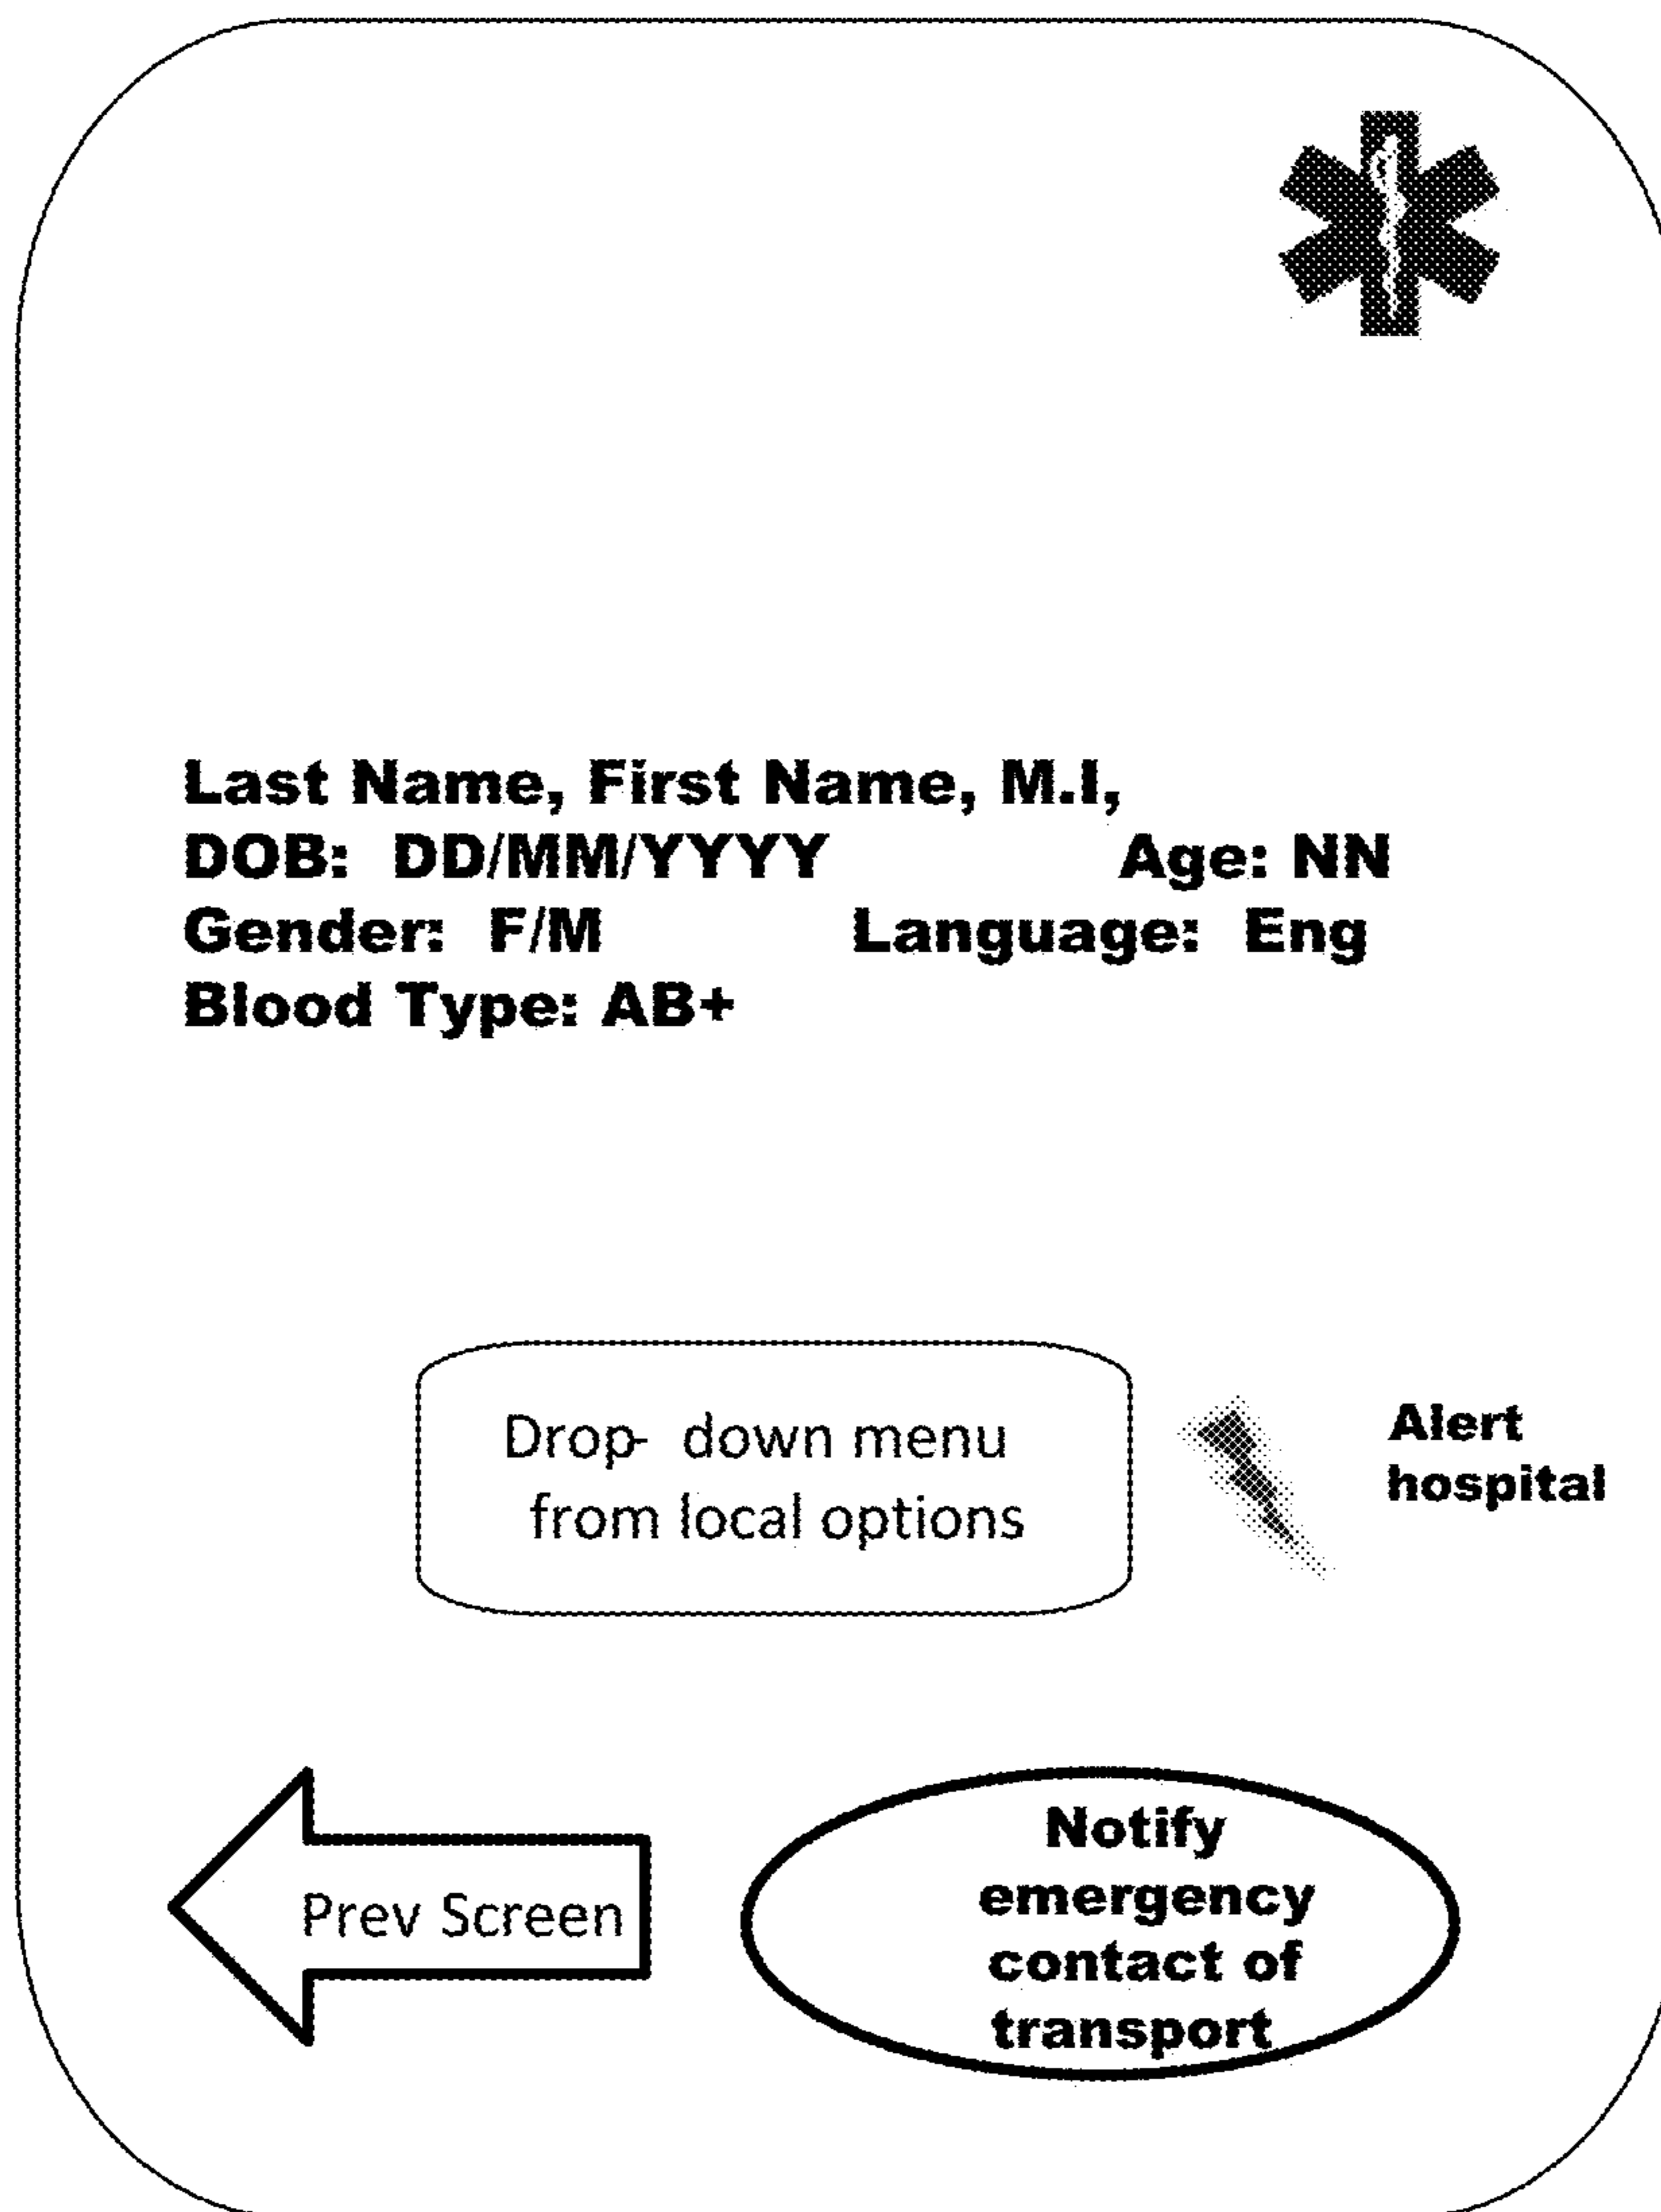 Last Name, First Name, M.I,
DOB: DD/MM/YYYY Age: NN
Gender: F/M Language: Eng
Blood Type: AB+
Drop- down menu
from local options
Alert
hospital
Prev Screen
Notify
emergency
contact of
transport